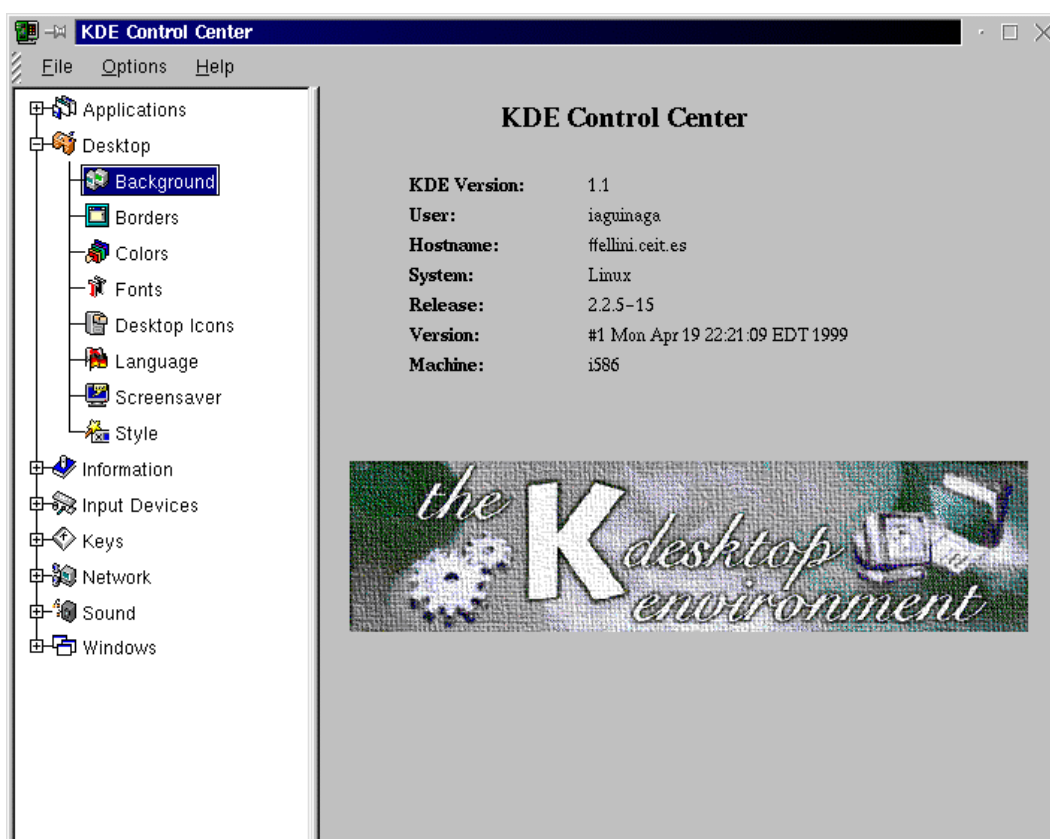 KDE Control Center
File Options Help
Applications
Desktop
Background
Borders
Colors
Fonts
Desktop Icons
Language
Screensaver
Style
Information
Input Devices
Keys
Network
Sound
Windows
KDE Control Center
KDE Version: 1.1
User: iaguinaga
Hostname: ffellini.ceit.es
System: Linux
Release: 2.2.5-15
Version: #1 Mon Apr 19 22:21:09 EDT 1999
Machine: i586
the K desktop
environment